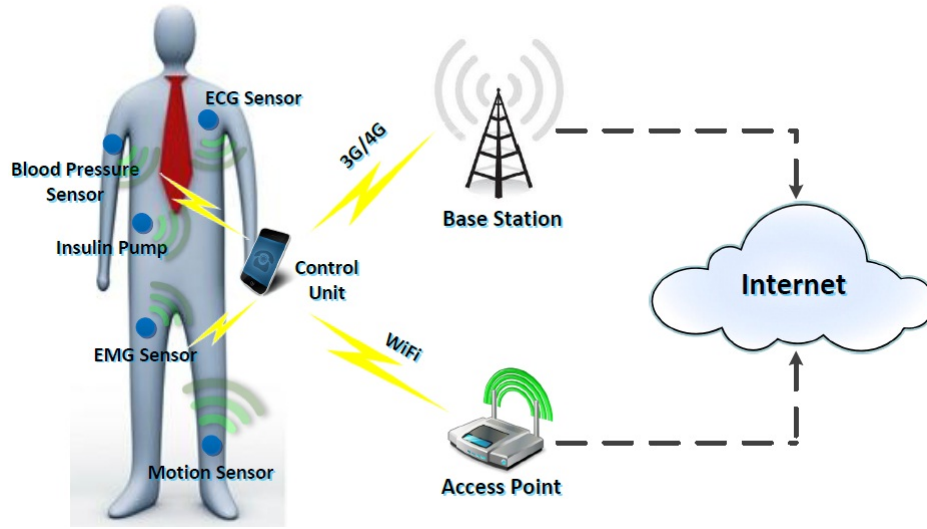 ECG Sensor
Blood Pressure
Sensor
Insulin Pump
EMG Sensor
Motion Sensor
Control
Unit
3G/4G
WiFi
Base Station
Access Point
Internet